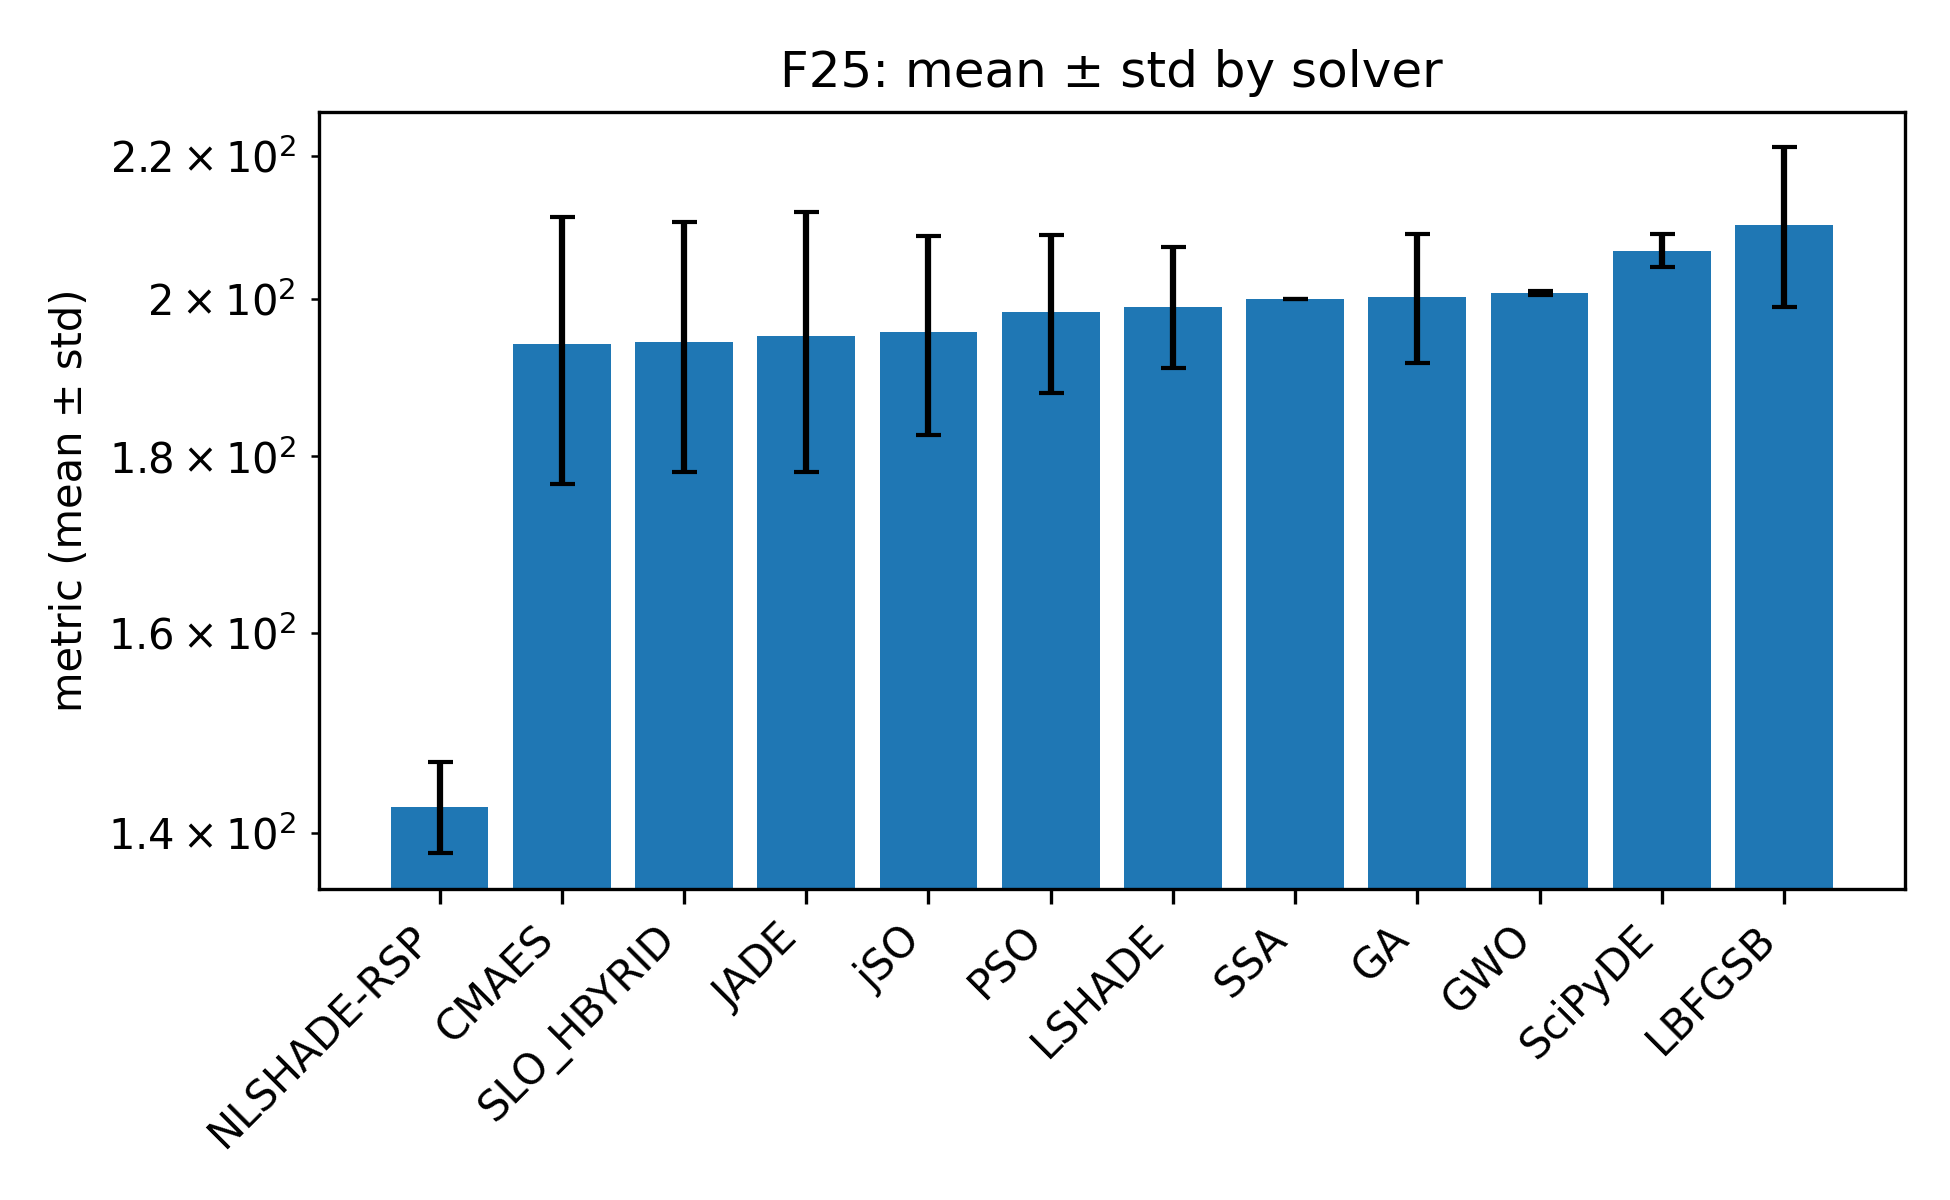 F25: mean ± std by solver
metric (mean ± std)
2.2 × 10²
2 × 10²
1.8 × 10²
1.6 × 10²
1.4 × 10²
NLSHADE-RSP
CMAES
SLO_HBYRID
JADE
jSO
PSO
LSHADE
SSA
GA
GWO
SciPyDE
LBFGSB